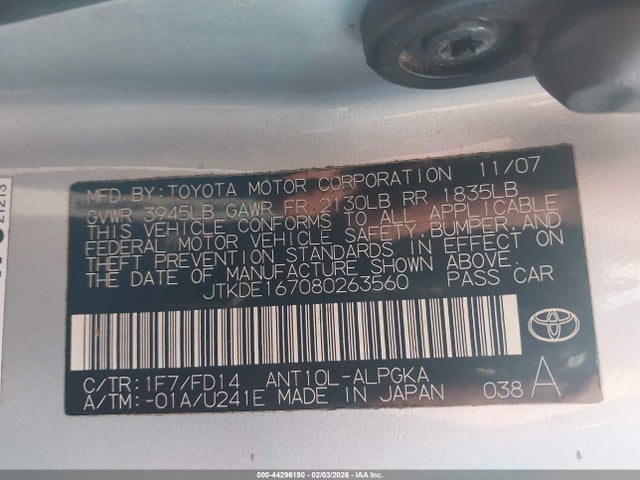 MFD BY: TOYOTA MOTOR CORPORATION 11/07
GVWR 3945LB GAWR FR 2130LB RR 1835LB
THIS VEHICLE CONFORMS TO ALL APPLICABLE
FEDERAL MOTOR VEHICLE SAFETY, BUMPER, AND
THEFT PREVENTION STANDARDS IN EFFECT ON
THE DATE OF MANUFACTURE SHOWN ABOVE.
JTKDE167080263560 PASS CAR
C/TR: 1F7/FD14 ANT10L-ALPGKA
A/TM: -01A/U241E MADE IN JAPAN 038 A
000-44296190 - 02/03/2026 - IAAI.COM